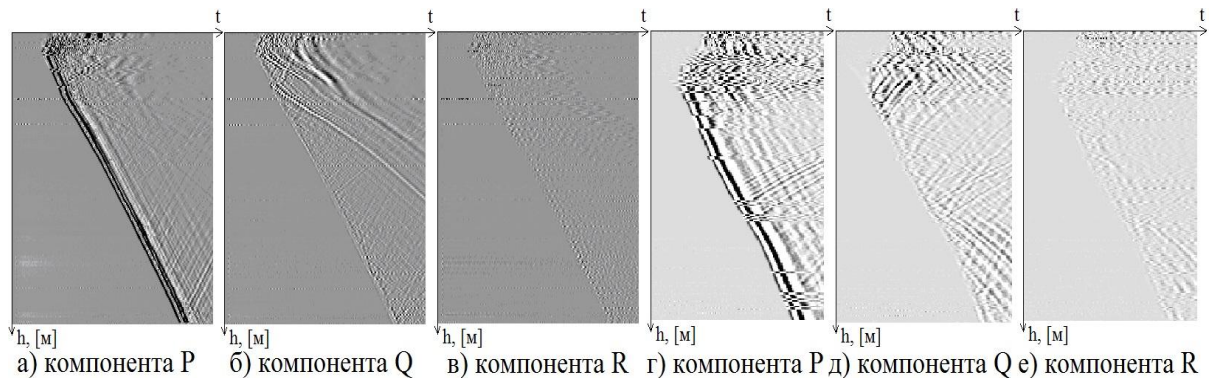 t t t t t t
h, [м] h, [м] h, [м] h, [м] h, [м] h, [м]
а) компонента P б) компонента Q в) компонента R г) компонента P д) компонента Q е) компонента R